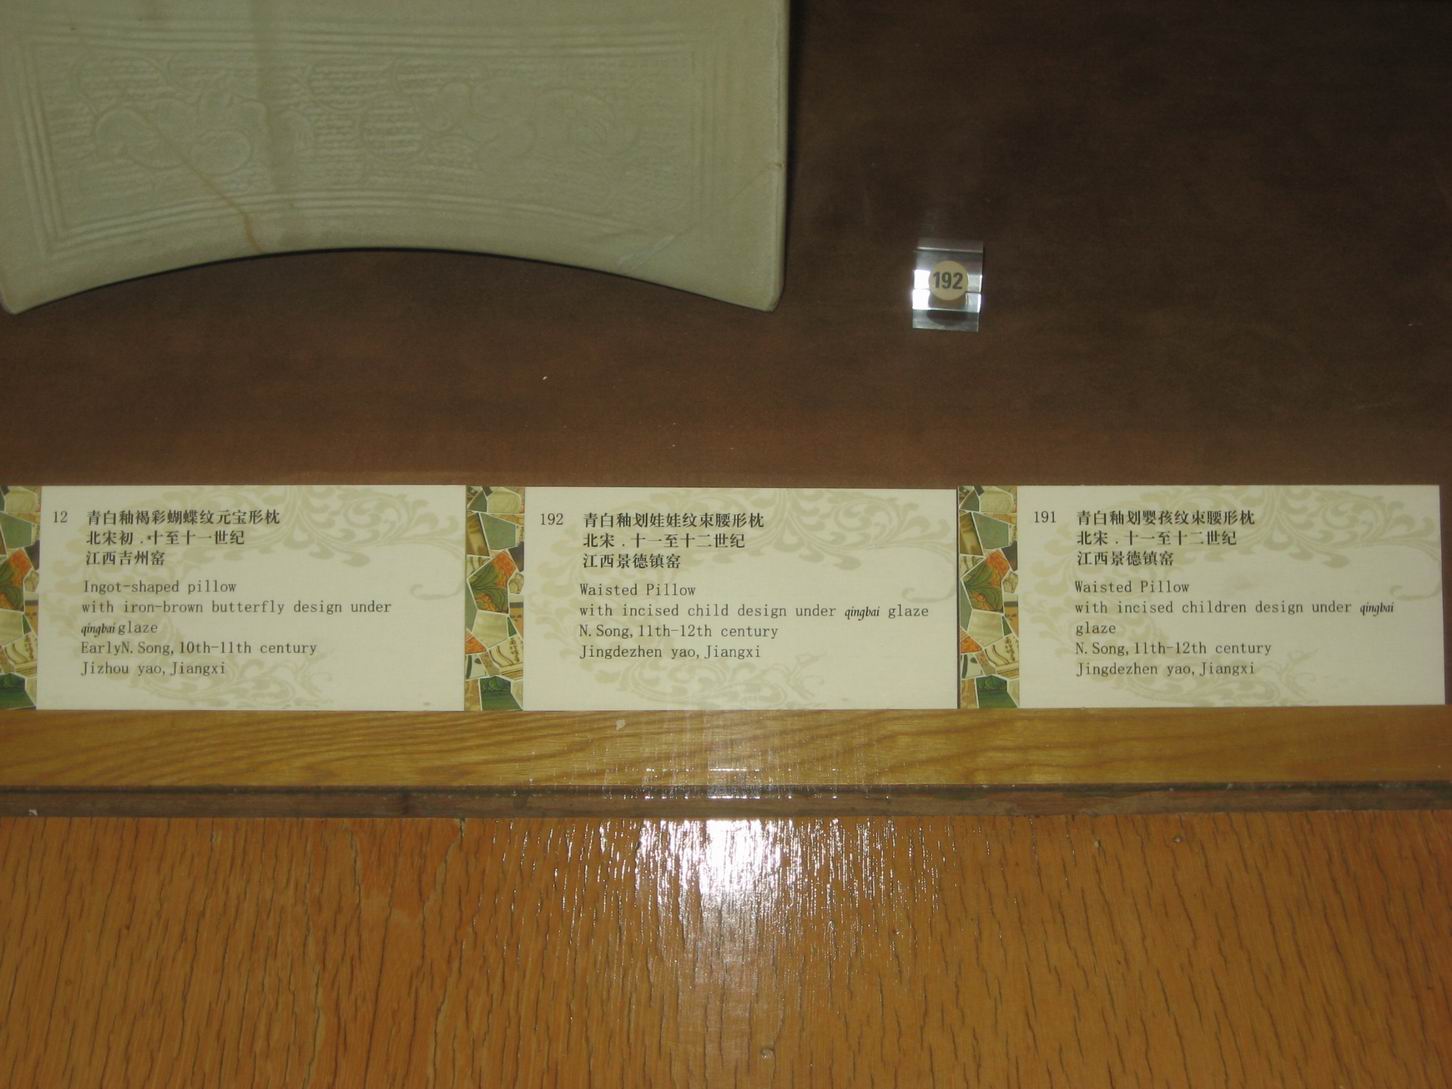 192
12 青白釉褐彩蝴蝶纹元宝形枕
北宋初.十至十一世纪
江西吉州窑
Ingot-shaped pillow
with iron-brown butterfly design under
qingbai glaze
EarlyN. Song, 10th-11th century
Jizhou yao, Jiangxi
192 青白釉划娃娃纹束腰形枕
北宋.十一至十二世纪
江西景德镇窑
Waisted Pillow
with incised child design under qingbai glaze
N. Song, 11th-12th century
Jingdezhen yao, Jiangxi
191 青白釉划婴孩纹束腰形枕
北宋.十一至十二世纪
江西景德镇窑
Waisted Pillow
with incised children design under qingbai
glaze
N. Song, 11th-12th century
Jingdezhen yao, Jiangxi